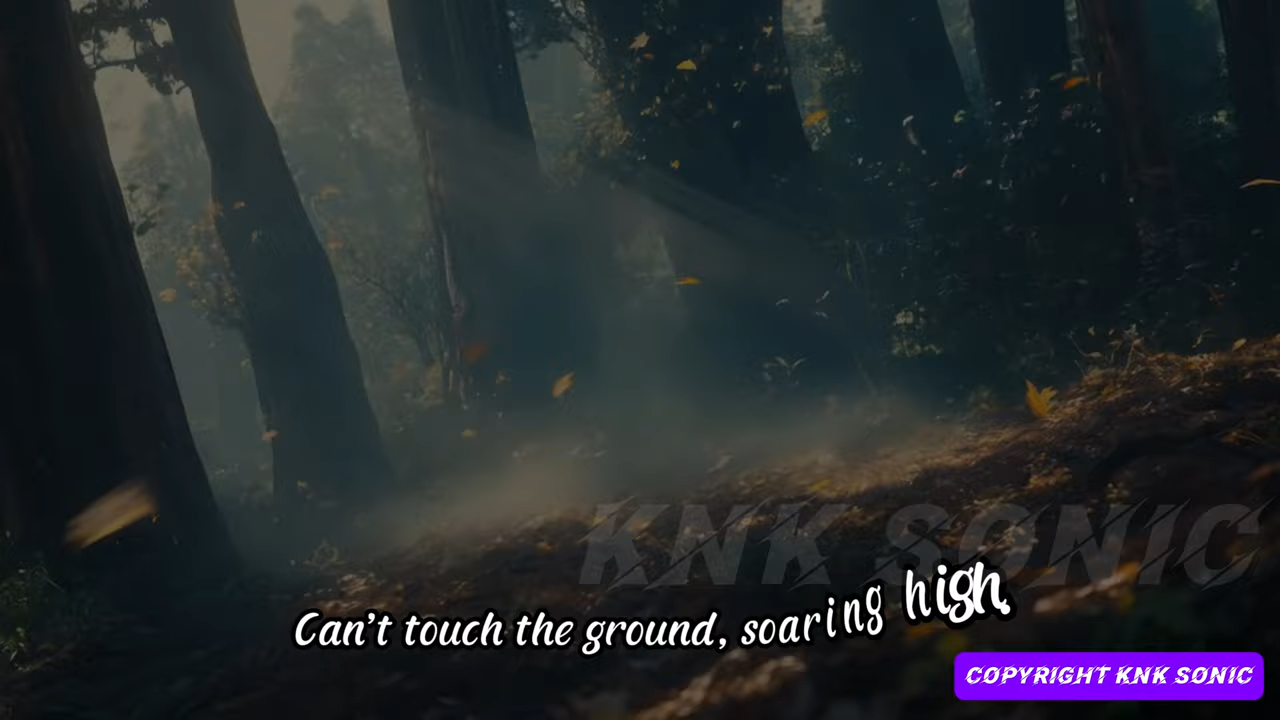 KNK SONIC
Can't touch the ground, soaring high,
COPYRIGHT KNK SONIC